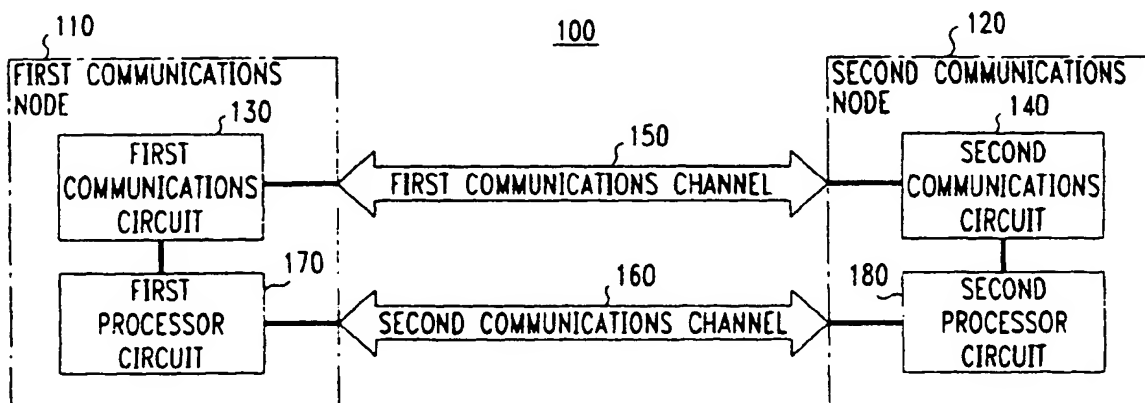 100
110
FIRST COMMUNICATIONS
NODE
130
FIRST
COMMUNICATIONS
CIRCUIT
170
FIRST
PROCESSOR
CIRCUIT
150
FIRST COMMUNICATIONS CHANNEL
160
SECOND COMMUNICATIONS CHANNEL
120
SECOND COMMUNICATIONS
NODE
140
SECOND
COMMUNICATIONS
CIRCUIT
180
SECOND
PROCESSOR
CIRCUIT